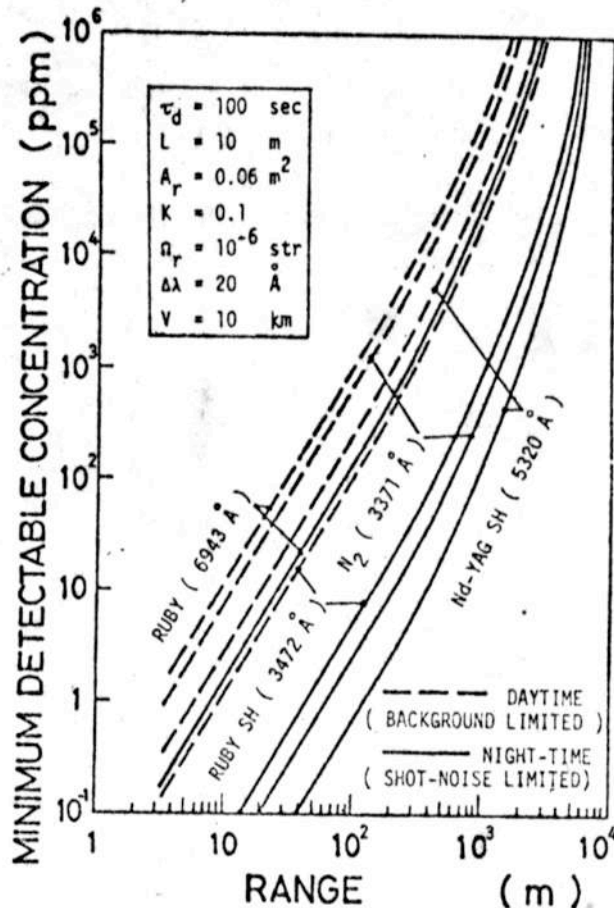 MINIMUM DETECTABLE CONCENTRATION (ppm)
10^6
10^5
10^4
10^3
10^2
10
1
10^-1
τd = 100 sec
L = 10 m
Ar = 0.06 m^2
K = 0.1
Ωr = 10^-6 str
Δλ = 20 Å
V = 10 km
RUBY ( 6943 Å )
RUBY SH ( 3472 Å )
N2 ( 3371 Å )
Nd-YAG SH ( 5320 Å )
DAYTIME
( BACKGROUND LIMITED )
NIGHT-TIME
( SHOT-NOISE LIMITED)
1 10 10^2 10^3 10^4
RANGE (m)